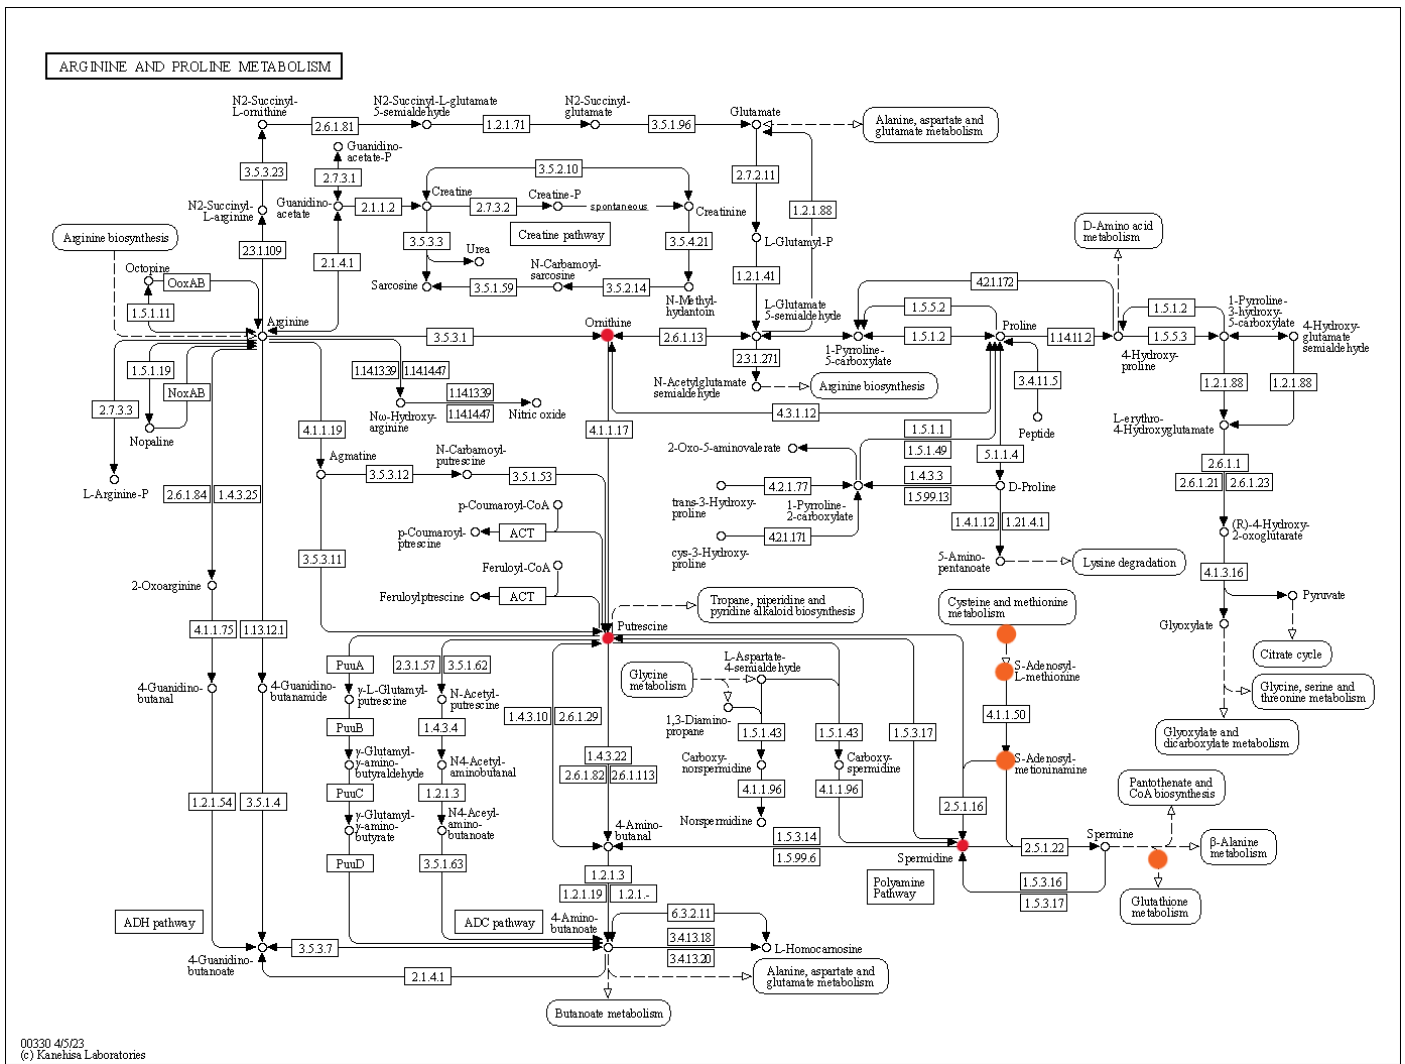 ARGININE AND PROLINE METABOLISM
N2-Succinyl-
L-ornithine
2.6.1.81
N2-Succinyl-L-glutamate
5-semialdehyde
1.2.1.71
N2-Succinyl-
glutamate
3.5.1.96
Glutamate
Alanine, aspartate and
glutamate metabolism
Guanidino-
acetate-P
3.5.3.23
2.7.3.1
3.5.2.10
2.7.2.11
N2-Succinyl-
L-arginine
Guanidino-
acetate
2.1.1.2
Creatine
2.7.3.2
Creatine-P
spontaneous
Creatinine
1.2.1.88
Arginine biosynthesis
2.3.1.109
2.1.4.1
3.5.3.3
Urea
Creatine pathway
3.5.4.21
L-Glutamyl-P
D-Amino acid
metabolism
Octopine
OoxAB
1.5.1.11
Sarcosine
3.5.1.59
N-Carbamoyl-
sarcosine
3.5.2.14
N-Methyl-
hydantoin
1.2.1.41
L-Glutamate
5-semialdehyde
4.2.1.172
1.5.5.2
1.5.1.2
1-Pyrroline-
3-hydroxy-
5-carboxylate
Arginine
3.5.3.1
Ornithine
2.6.1.13
1-Pyrroline-
5-carboxylate
1.5.1.2
Proline
1.14.11.2
4-Hydroxy-
proline
1.5.5.3
4-Hydroxy-
glutamate
semialdehyde
1.5.1.19
NoxAB
Nopaline
2.7.3.3
L-Arginine-P
1.14.13.39
1.14.14.47
Nω-Hydroxy-
arginine
1.14.13.39
1.14.14.47
Nitric oxide
2.3.1.271
N-Acetylglutamate
semialdehyde
Arginine biosynthesis
4.3.1.12
3.4.11.5
Peptide
1.2.1.88
1.2.1.88
L-erythro-
4-Hydroxyglutamate
4.1.1.19
Agmatine
3.5.3.12
N-Carbamoyl-
putrescine
3.5.1.53
4.1.1.17
2-Oxo-5-aminovalerate
1.5.1.1
1.5.1.49
5.1.1.4
1.4.3.3
1.5.99.13
D-Proline
2.6.1.1
2.6.1.21
2.6.1.23
2.6.1.84
1.4.3.25
trans-3-Hydroxy-
proline
4.2.1.77
1-Pyrroline-
2-carboxylate
cys-3-Hydroxy-
proline
4.2.1.171
1.4.1.12
1.21.4.1
5-Amino-
pentanoate
Lysine degradation
(R)-4-Hydroxy-
2-oxoglutarate
4.1.3.16
p-Coumaroyl-CoA
p-Coumaroyl-
ptrescine
ACT
3.5.3.11
Feruloyl-CoA
Feruloylptrescine
ACT
2-Oxoarginine
4.1.1.75
1.13.12.1
Tropane, piperidine and
pyridine alkaloid biosynthesis
Putrescine
Cysteine and methionine
metabolism
Pyruvate
Glyoxylate
Citrate cycle
Glycine, serine and
threonine metabolism
Glyoxylate and
dicarboxylate metabolism
4-Guanidino-
butanal
4-Guanidino-
butanamide
PuuA
γ-L-Glutamyl-
putrescine
PuuB
γ-Glutamyl-
γ-amino-
butyraldehyde
PuuC
γ-Glutamyl-
γ-amino-
butyrate
PuuD
2.3.1.57
3.5.1.62
N-Acetyl-
putrescine
1.4.3.4
N4-Acetyl-
aminobutanal
1.2.1.3
N4-Aceyl-
amino-
butanoate
3.5.1.63
1.4.3.10
2.6.1.29
1.4.3.22
2.6.1.82
2.6.1.113
Glycine
metabolism
L-Aspartate-
4-semialdehyde
1,3-Diamino-
propane
1.5.1.43
Carboxy-
norspermidine
4.1.1.96
Norspermidine
1.5.1.43
Carboxy-
spermidine
4.1.1.96
1.5.3.17
S-Adenosyl-
L-methionine
4.1.1.50
S-Adenosyl-
metioninamine
2.5.1.16
Pantothenate and
CoA biosynthesis
1.2.1.54
3.5.1.4
4-Amino-
butanal
1.5.3.14
1.5.99.6
Spermidine
2.5.1.22
Spermine
β-Alanine
metabolism
1.5.3.16
1.5.3.17
Glutathione
metabolism
Polyamine
Pathway
1.2.1.3
1.2.1.19
1.2.1.-
ADH pathway
ADC pathway
4-Amino-
butanoate
6.3.2.11
3.4.13.18
3.4.13.20
L-Homocarnosine
4-Guanidino-
butanoate
3.5.3.7
2.1.4.1
Alanine, aspartate and
glutamate metabolism
Butanoate metabolism
00330 4/5/23
(c) Kanehisa Laboratories